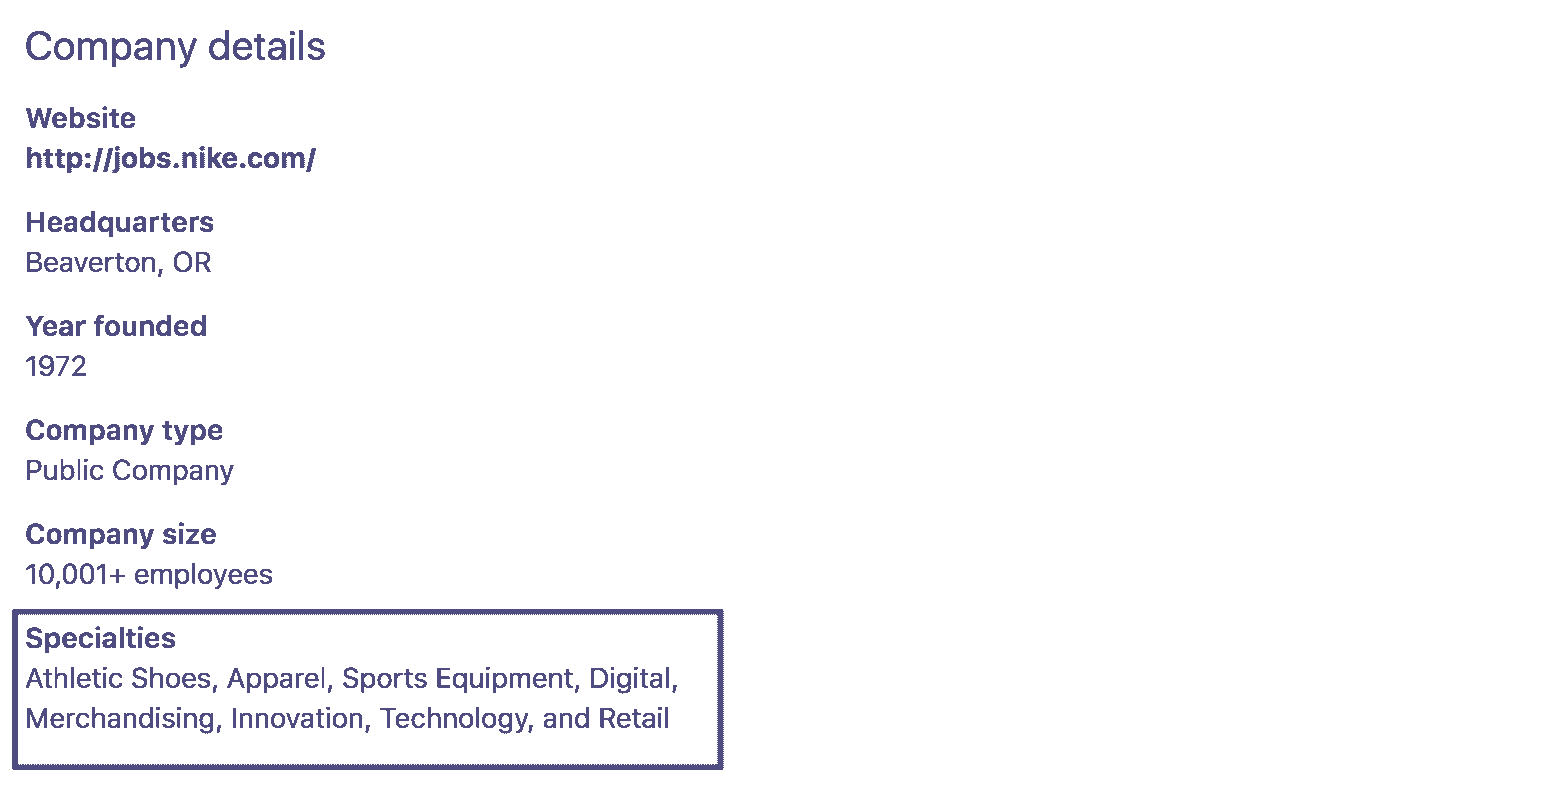 Company details
Website
http://jobs.nike.com/
Headquarters
Beaverton, OR
Year founded
1972
Company type
Public Company
Company size
10,001+ employees
Specialties
Athletic Shoes, Apparel, Sports Equipment, Digital,
Merchandising, Innovation, Technology, and Retail